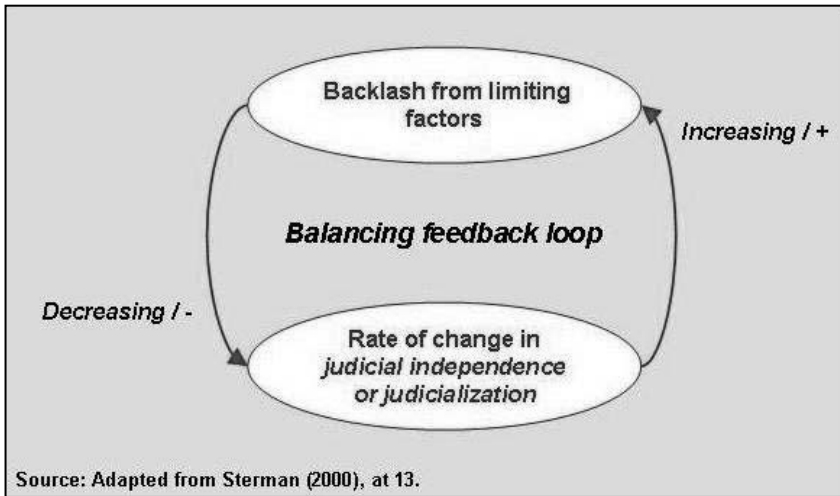 Backlash from limiting
factors
Increasing / +
Balancing feedback loop
Decreasing / -
Rate of change in
judicial independence
or judicialization
Source: Adapted from Sterman (2000), at 13.